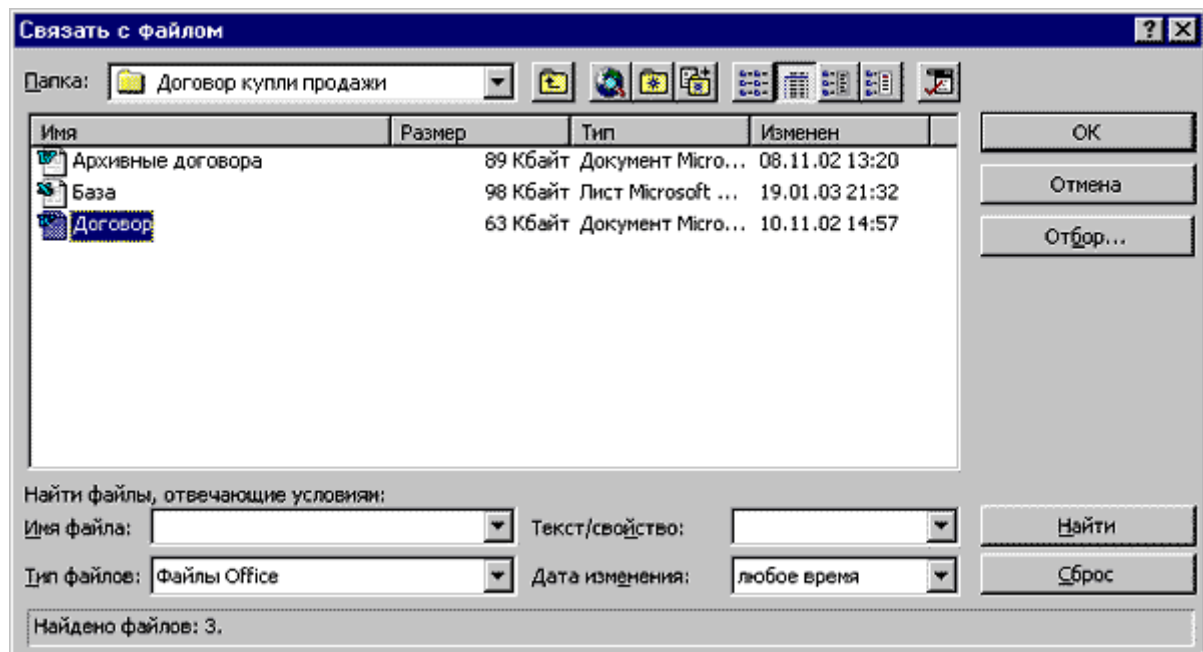 Связать с файлом
Папка: Договор купли продажи
Имя Размер Тип Изменен
Архивные договора 89 Кбайт Документ Micro... 08.11.02 13:20
База 98 Кбайт Лист Microsoft ... 19.01.03 21:32
Договор 63 Кбайт Документ Micro... 10.11.02 14:57
ОК
Отмена
Отбор...
Найти файлы, отвечающие условиям:
Имя файла: Текст/свойство: Найти
Тип файлов: Файлы Office Дата изменения: любое время Сброс
Найдено файлов: 3.